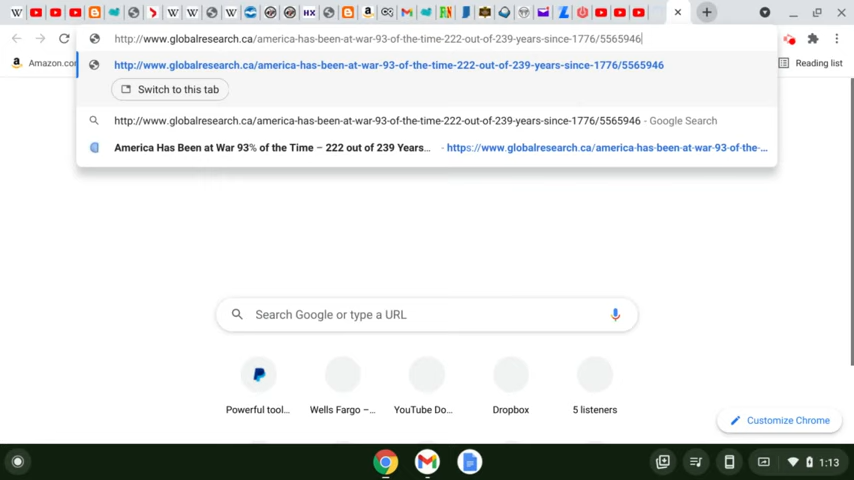 http://www.globalresearch.ca/america-has-been-at-war-93-of-the-time-222-out-of-239-years-since-1776/5565946
Amazon.com
Reading list
http://www.globalresearch.ca/america-has-been-at-war-93-of-the-time-222-out-of-239-years-since-1776/5565946
Switch to this tab
http://www.globalresearch.ca/america-has-been-at-war-93-of-the-time-222-out-of-239-years-since-1776/5565946 - Google Search
America Has Been at War 93% of the Time – 222 out of 239 Years... - https://www.globalresearch.ca/america-has-been-at-war-93-of-the-...
Search Google or type a URL
Powerful tool... Wells Fargo –... YouTube Do... Dropbox 5 listeners
Customize Chrome
1:13